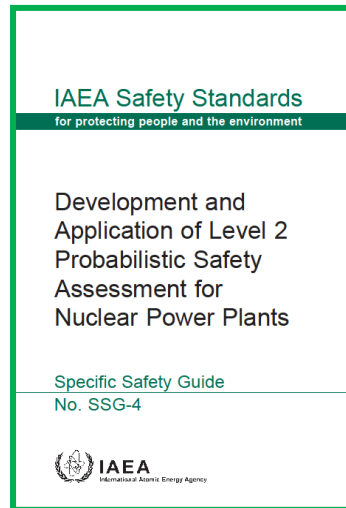 IAEA Safety Standards
for protecting people and the environment
Development and
Application of Level 2
Probabilistic Safety
Assessment for
Nuclear Power Plants
Specific Safety Guide
No. SSG-4
IAEA
International Atomic Energy Agency